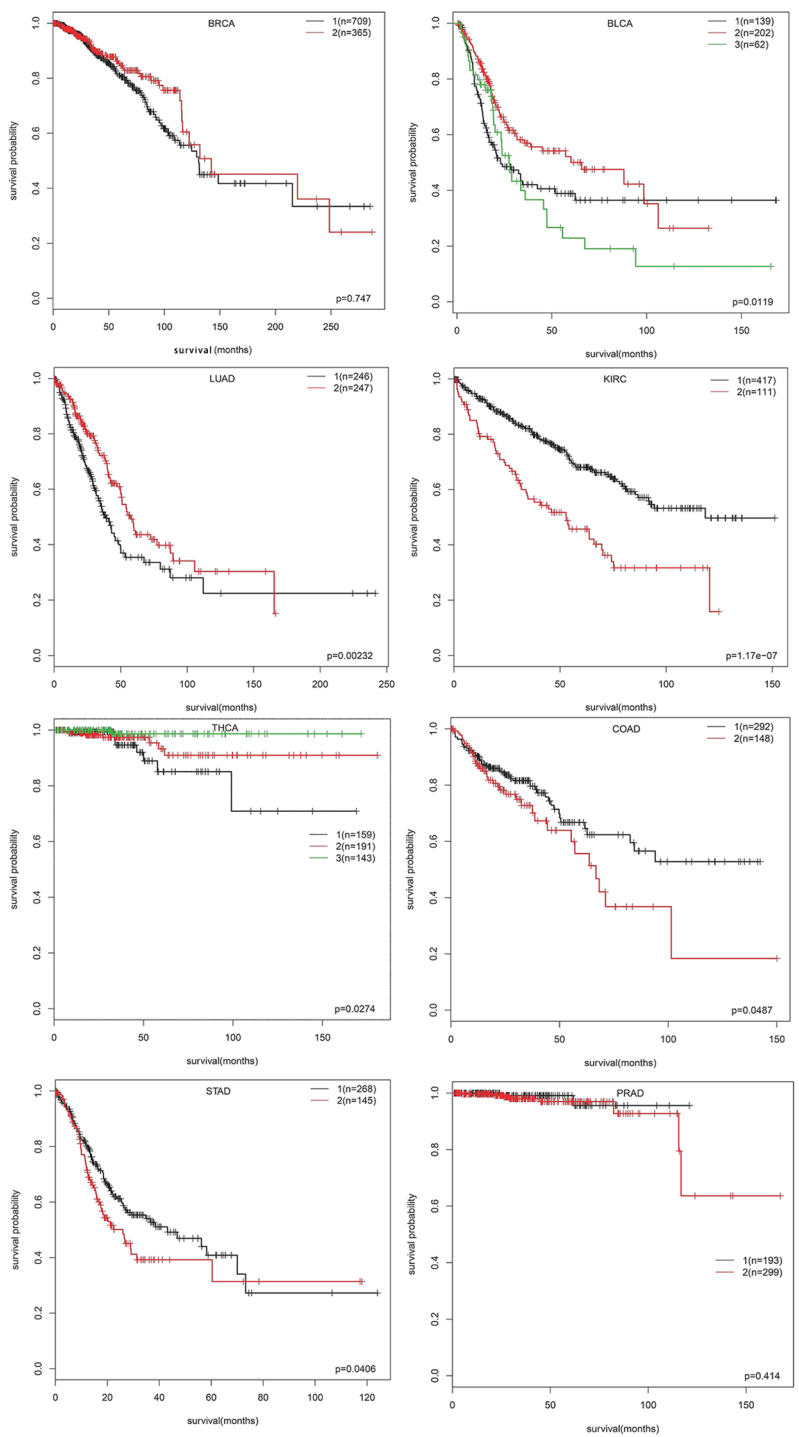 BRCA
1(n=709)
2(n=365)
survival probability
0.0 0.2 0.4 0.6 0.8 1.0
p=0.747
0 50 100 150 200 250
survival (months)
BLCA
1(n=139)
2(n=202)
3(n=62)
survival probability
0.0 0.2 0.4 0.6 0.8 1.0
p=0.0119
0 50 100 150
survival(months)
LUAD
1(n=246)
2(n=247)
survival probability
0.0 0.2 0.4 0.6 0.8 1.0
p=0.00232
0 50 100 150 200 250
survival(months)
KIRC
1(n=417)
2(n=111)
survival probability
0.0 0.2 0.4 0.6 0.8 1.0
p=1.17e−07
0 50 100 150
survival(months)
THCA
1(n=159)
2(n=191)
3(n=143)
survival probability
0.0 0.2 0.4 0.6 0.8 1.0
p=0.0274
0 50 100 150
survival(months)
COAD
1(n=292)
2(n=148)
survival probability
0.0 0.2 0.4 0.6 0.8 1.0
p=0.0487
0 50 100 150
survival(months)
STAD
1(n=268)
2(n=145)
survival probability
0.0 0.2 0.4 0.6 0.8 1.0
p=0.0406
0 20 40 60 80 100 120
survival(months)
PRAD
1(n=193)
2(n=299)
survival probability
0.0 0.2 0.4 0.6 0.8 1.0
p=0.414
0 50 100 150
survival(months)